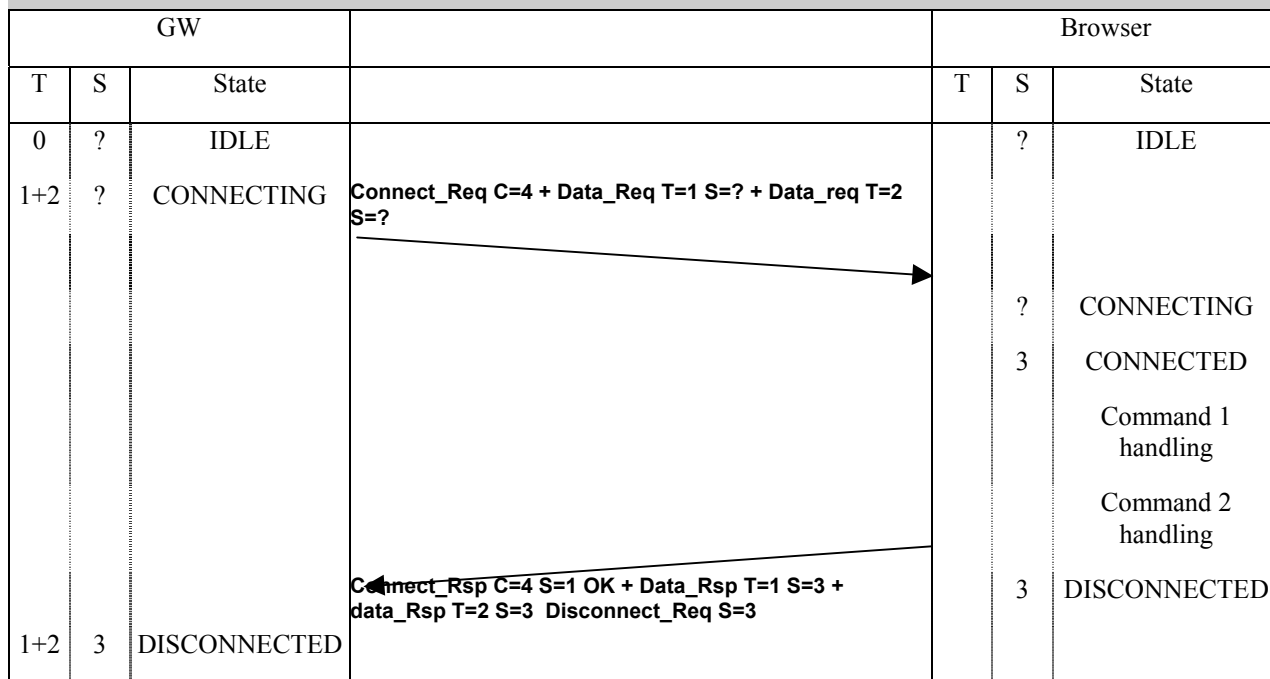 GW Browser
T S State T S State
0 ? IDLE ? IDLE
1+2 ? CONNECTING Connect_Req C=4 + Data_Req T=1 S=? + Data_req T=2
S=?
? CONNECTING
3 CONNECTED
Command 1
handling
Command 2
handling
Connect_Rsp C=4 S=1 OK + Data_Rsp T=1 S=3 + 3 DISCONNECTED
data_Rsp T=2 S=3 Disconnect_Req S=3
1+2 3 DISCONNECTED